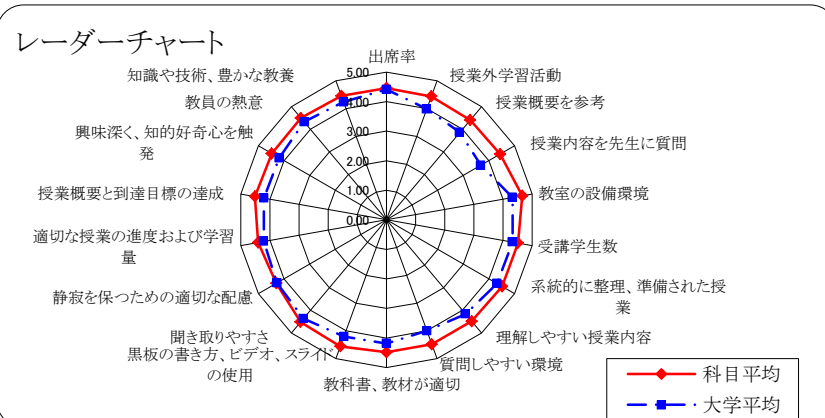 レーダーチャート
出席率
授業外学習活動
授業概要を参考
授業内容を先生に質問
教室の設備環境
受講学生数
系統的に整理、準備された授
業
理解しやすい授業内容
質問しやすい環境
教科書、教材が適切
黒板の書き方、ビデオ、スライド
の使用
聞き取りやすさ
静寂を保つための適切な配慮
適切な授業の進度および学習
量
授業概要と到達目標の達成
興味深く、知的好奇心を触
発
教員の熱意
知識や技術、豊かな教養
5.00
4.00
3.00
2.00
1.00
0.00
科目平均
大学平均